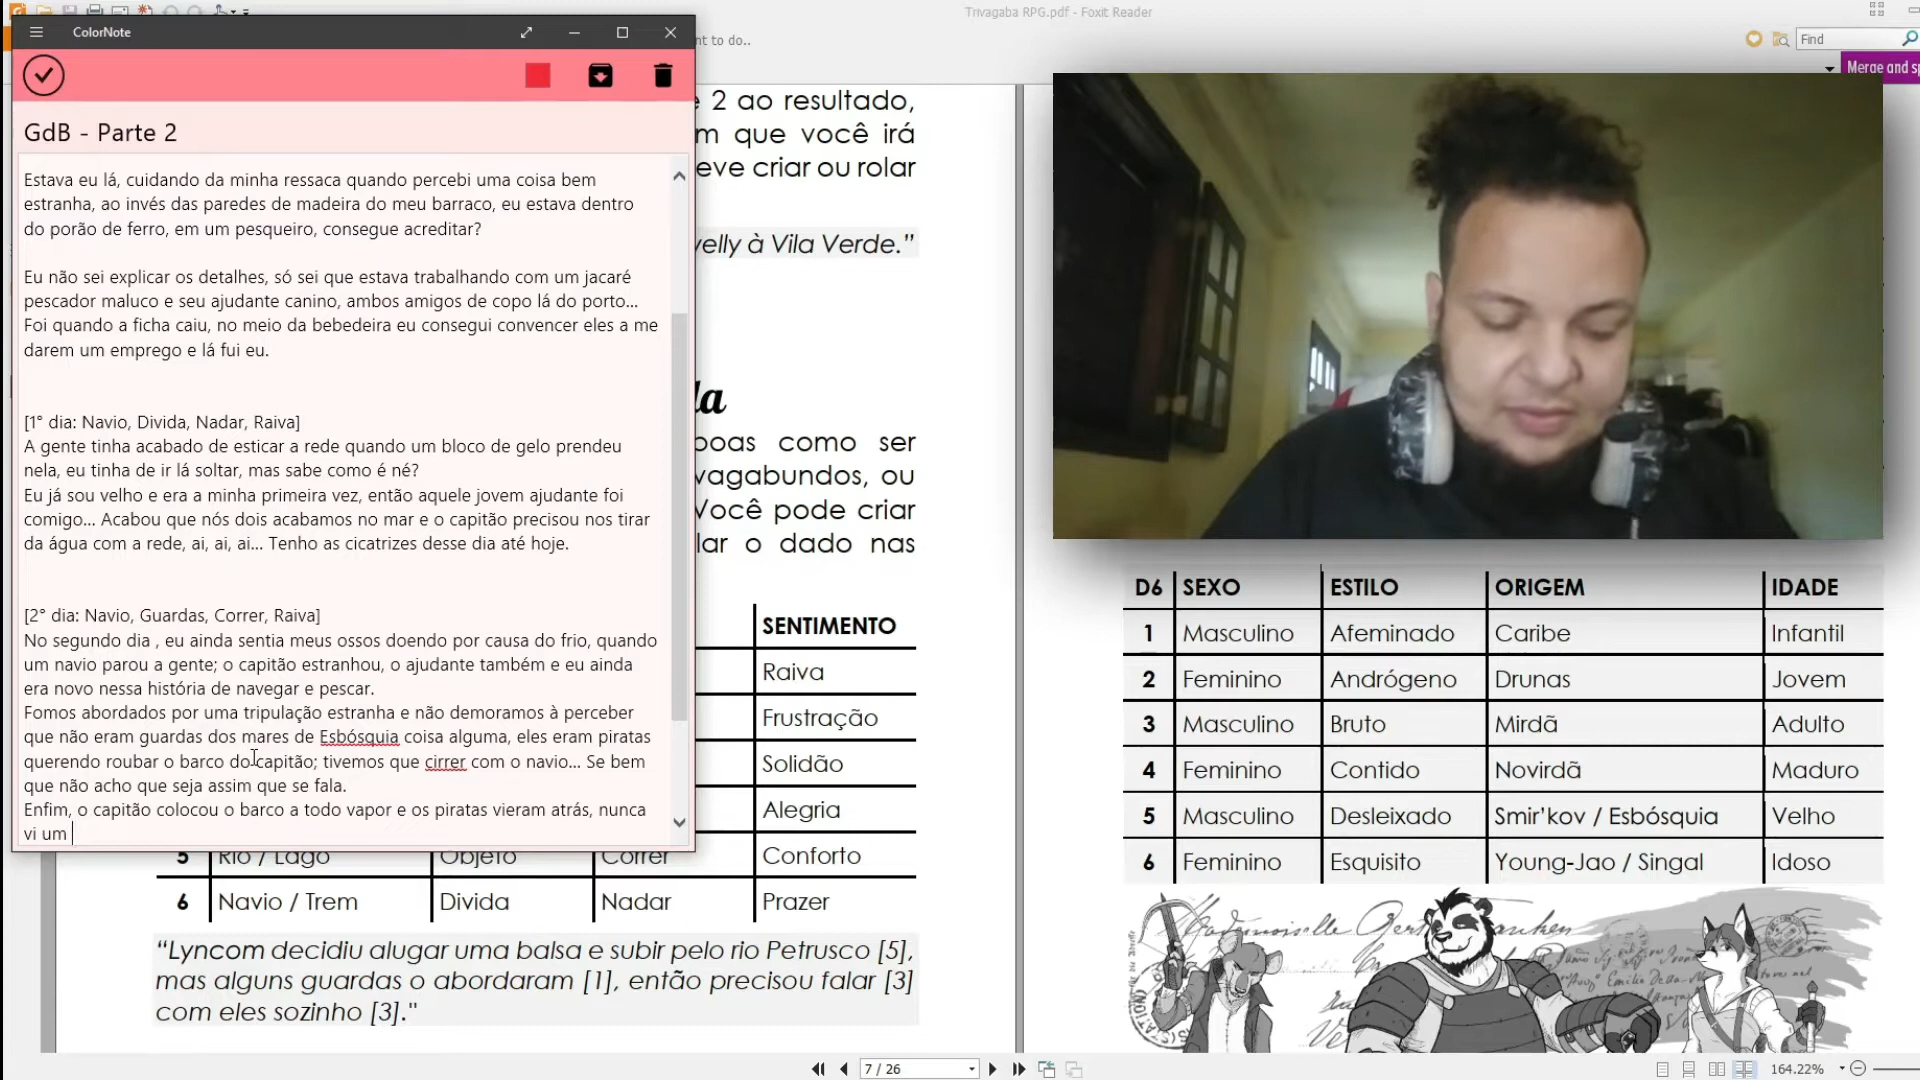 Trivagaba RPG.pdf - Foxit Reader
ColorNote
nt to do..
Find
Merge and sp
GdB - Parte 2
Estava eu lá, cuidando da minha ressaca quando percebi uma coisa bem
estranha, ao invés das paredes de madeira do meu barraco, eu estava dentro
do porão de ferro, em um pesqueiro, consegue acreditar?
Eu não sei explicar os detalhes, só sei que estava trabalhando com um jacaré
pescador maluco e seu ajudante canino, ambos amigos de copo lá do porto...
Foi quando a ficha caiu, no meio da bebedeira eu consegui convencer eles a me
darem um emprego e lá fui eu.
[1° dia: Navio, Divida, Nadar, Raiva]
A gente tinha acabado de esticar a rede quando um bloco de gelo prendeu
nela, eu tinha de ir lá soltar, mas sabe como é né?
Eu já sou velho e era a minha primeira vez, então aquele jovem ajudante foi
comigo... Acabou que nós dois acabamos no mar e o capitão precisou nos tirar
da água com a rede, ai, ai, ai... Tenho as cicatrizes desse dia até hoje.
[2° dia: Navio, Guardas, Correr, Raiva]
No segundo dia , eu ainda sentia meus ossos doendo por causa do frio, quando
um navio parou a gente; o capitão estranhou, o ajudante também e eu ainda
era novo nessa história de navegar e pescar.
Fomos abordados por uma tripulação estranha e não demoramos à perceber
que não eram guardas dos mares de Esbósquia coisa alguma, eles eram piratas
querendo roubar o barco do capitão; tivemos que cirrer com o navio... Se bem
que não acho que seja assim que se fala.
Enfim, o capitão colocou o barco a todo vapor e os piratas vieram atrás, nunca
vi um
2 ao resultado,
m que você irá
eve criar ou rolar
velly à Vila Verde.”
la
boas como ser
vagabundos, ou
Você pode criar
lar o dado nas
SENTIMENTO
Raiva
Frustração
Solidão
Alegria
5 Rio / Lago Objeto Correr Conforto
6 Navio / Trem Divida Nadar Prazer
“Lyncom decidiu alugar uma balsa e subir pelo rio Petrusco [5],
mas alguns guardas o abordaram [1], então precisou falar [3]
com eles sozinho [3]."
D6 SEXO ESTILO ORIGEM IDADE
1 Masculino Afeminado Caribe Infantil
2 Feminino Andrógeno Drunas Jovem
3 Masculino Bruto Mirdã Adulto
4 Feminino Contido Novirdã Maduro
5 Masculino Desleixado Smir’kov / Esbósquia Velho
6 Feminino Esquisito Young-Jao / Singal Idoso
7 / 26
164.22%